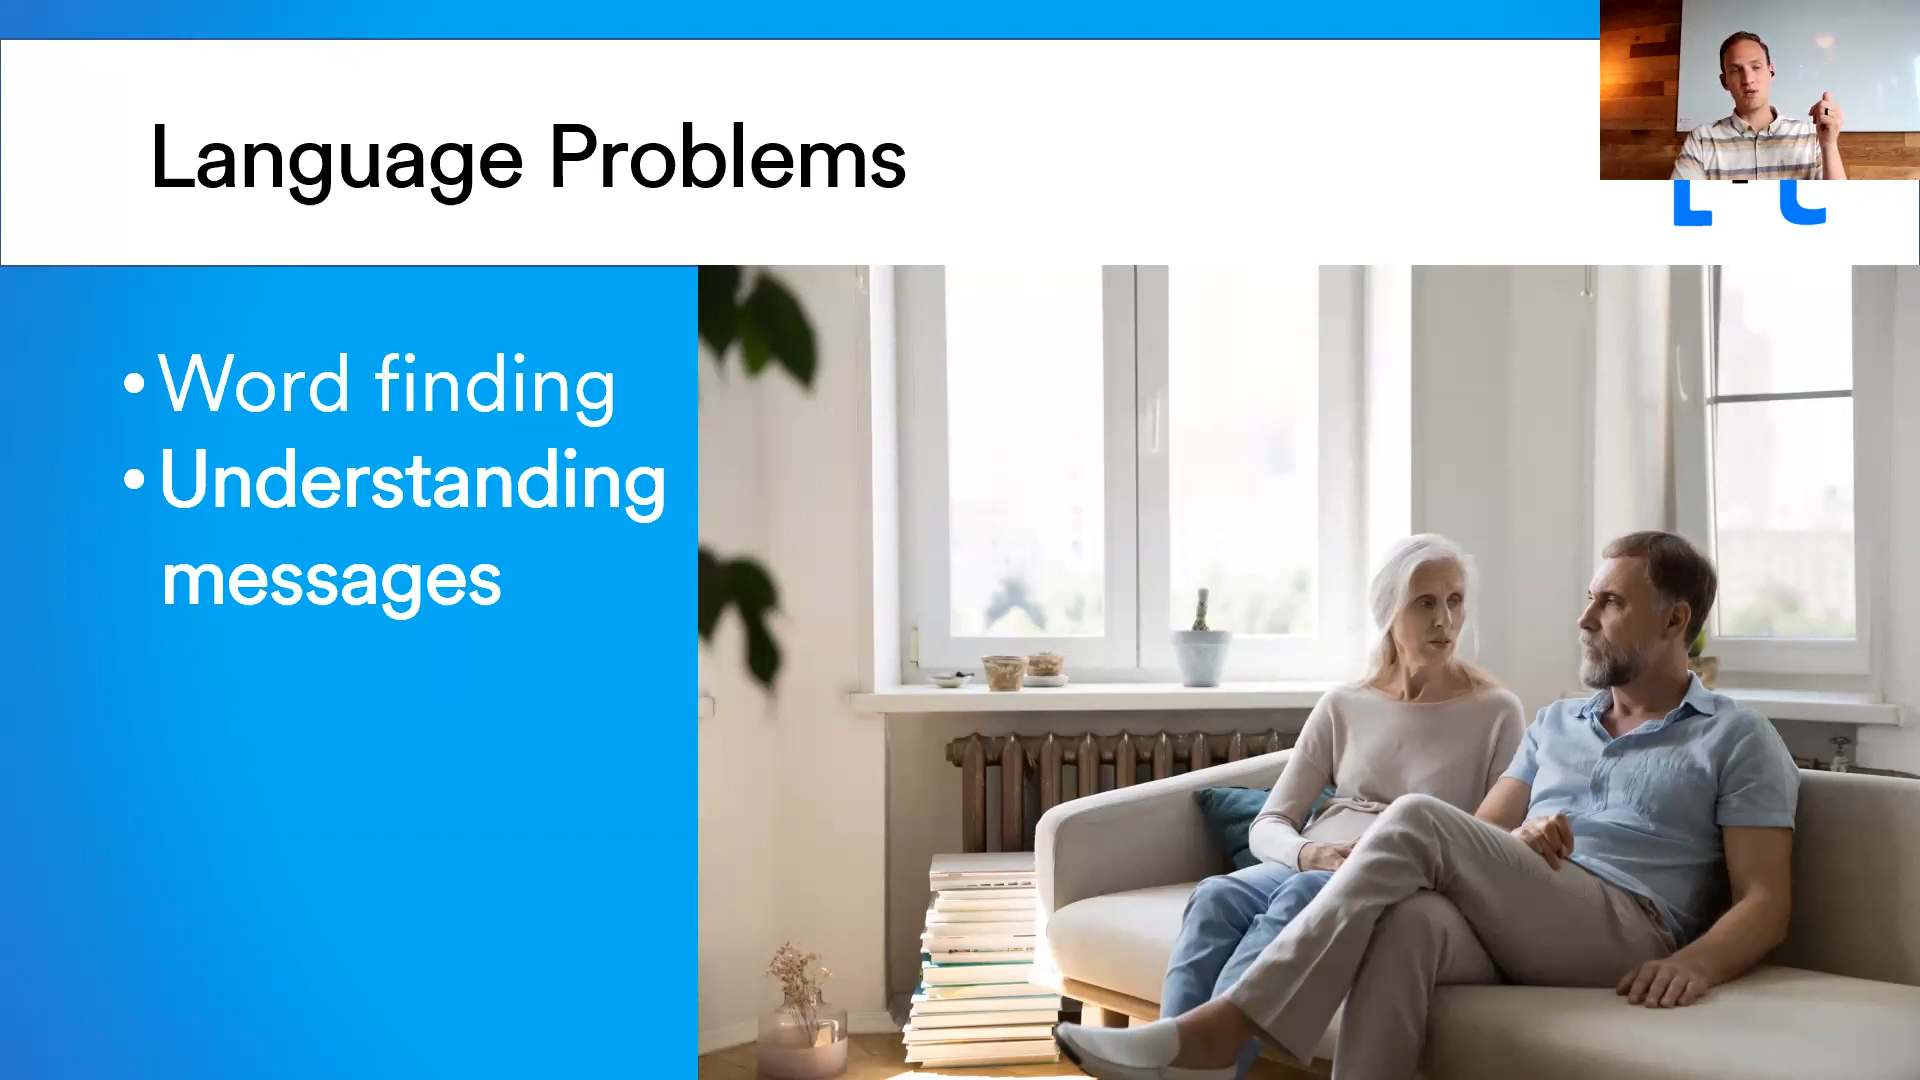 Language Problems
• Word finding
• Understanding
messages